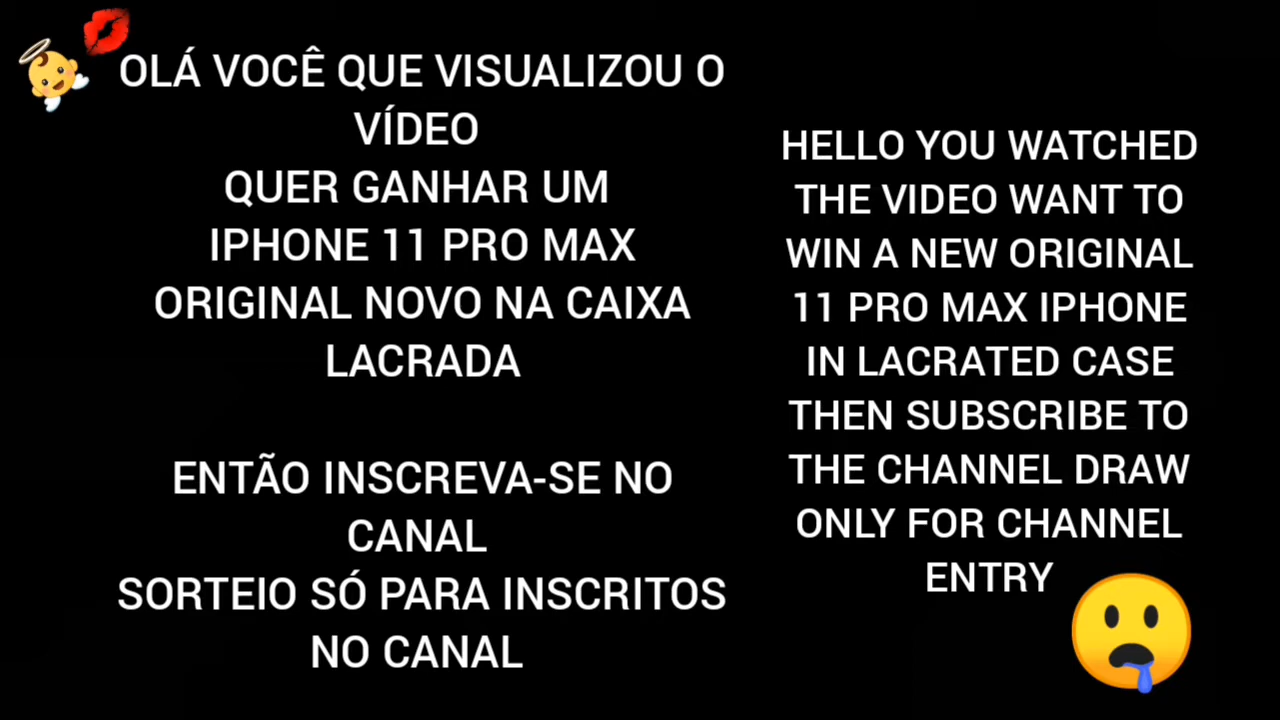 OLÁ VOCÊ QUE VISUALIZOU O
VÍDEO
QUER GANHAR UM
IPHONE 11 PRO MAX
ORIGINAL NOVO NA CAIXA
LACRADA
ENTÃO INSCREVA-SE NO
CANAL
SORTEIO SÓ PARA INSCRITOS
NO CANAL
HELLO YOU WATCHED
THE VIDEO WANT TO
WIN A NEW ORIGINAL
11 PRO MAX IPHONE
IN LACRATED CASE
THEN SUBSCRIBE TO
THE CHANNEL DRAW
ONLY FOR CHANNEL
ENTRY